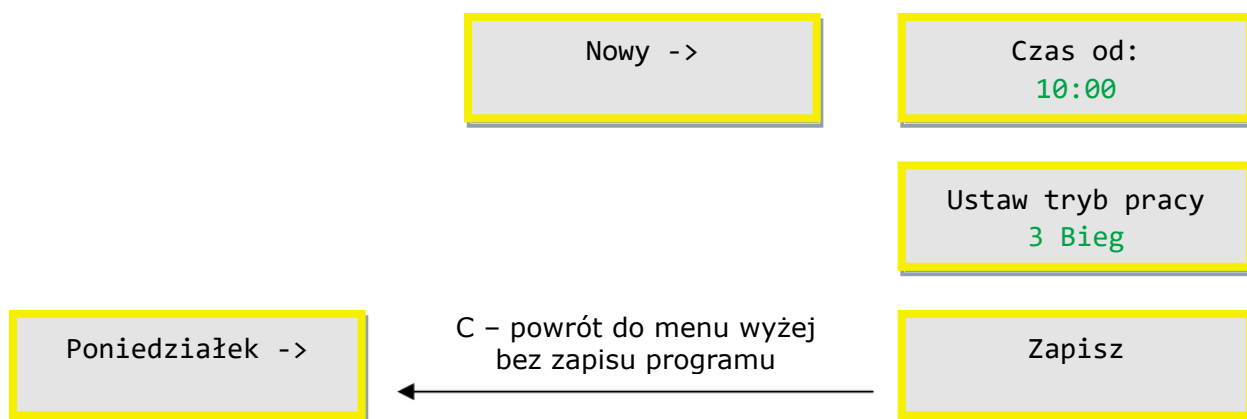 Nowy ->
Czas od:
10:00
Ustaw tryb pracy
3 Bieg
Poniedziałek ->
C – powrót do menu wyżej
bez zapisu programu
Zapisz